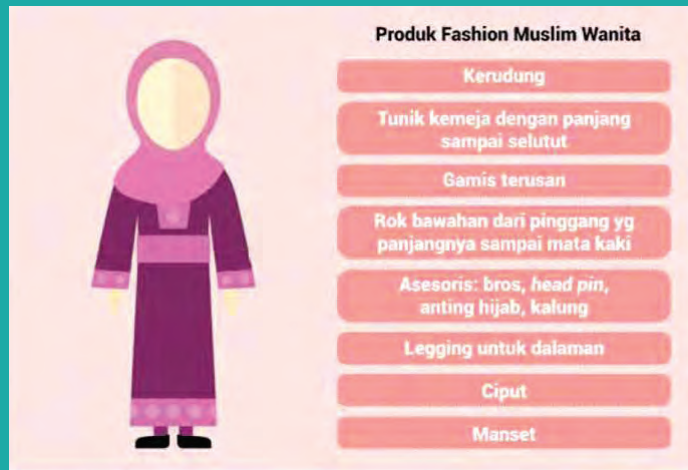 Produk Fashion Muslim Wanita
Kerudung
Tunik kemeja dengan panjang
sampai selutut
Gamis terusan
Rok bawahan dari pinggang yg
panjangnya sampai mata kaki
Asesoris: bros, head pin,
anting hijab, kalung
Legging untuk dalaman
Ciput
Manset